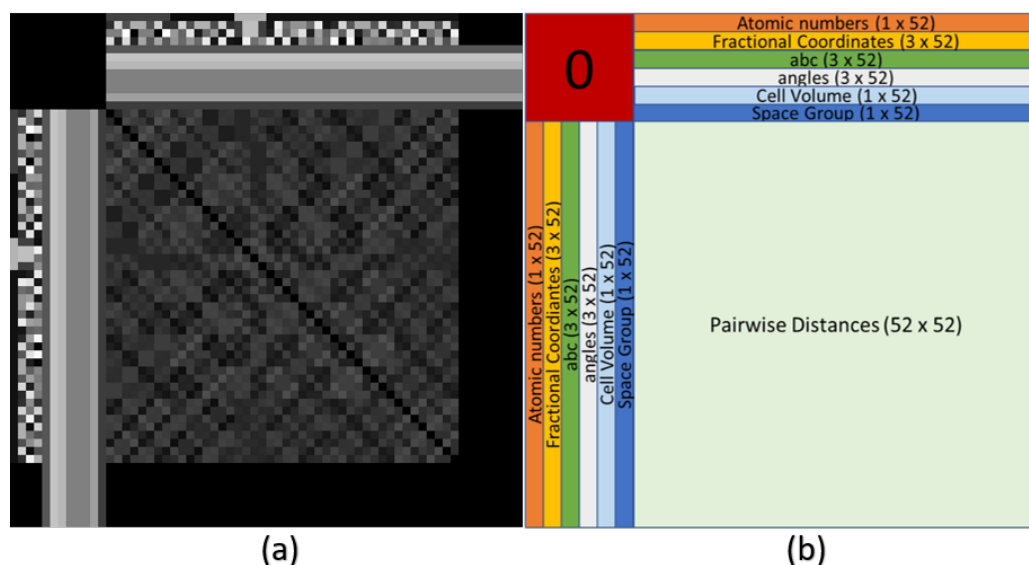 0
Atomic numbers (1 x 52)
Fractional Coordinates (3 x 52)
abc (3 x 52)
angles (3 x 52)
Cell Volume (1 x 52)
Space Group (1 x 52)
Atomic numbers (1 x 52)
Fractional Coordiantes (3 x 52)
abc (3 x 52)
angles (3 x 52)
Cell Volume (1 x 52)
Space Group (1 x 52)
Pairwise Distances (52 x 52)
(a)
(b)